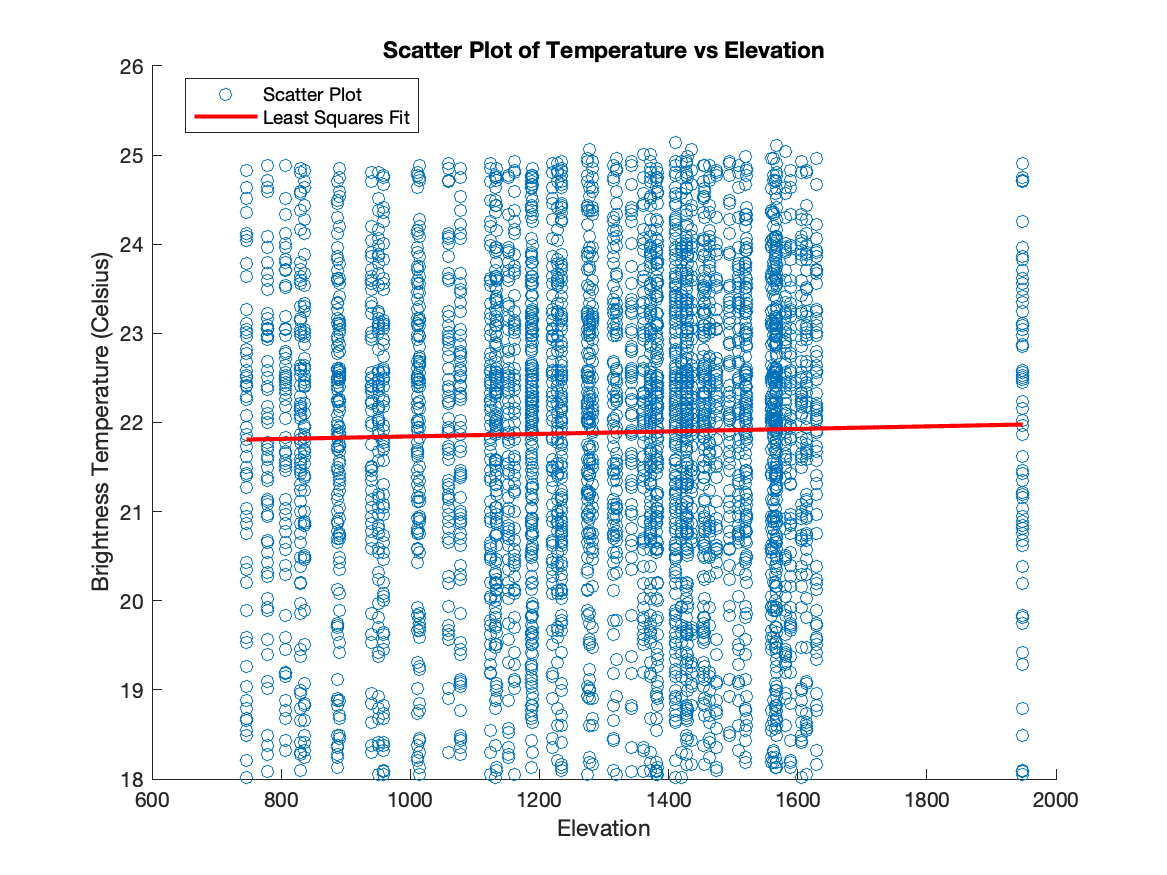 Scatter Plot of Temperature vs Elevation
Scatter Plot
Least Squares Fit
26
25
24
23
22
21
20
19
18
Brightness Temperature (Celsius)
600 800 1000 1200 1400 1600 1800 2000
Elevation